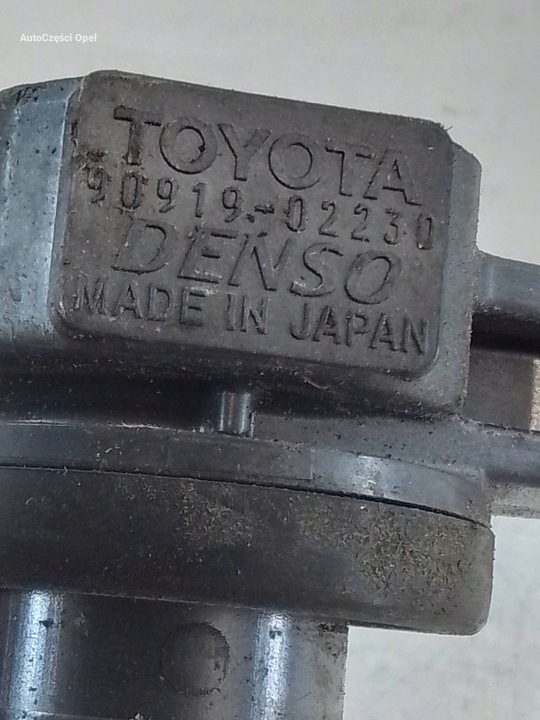 AutoCzęści Opel
TOYOTA
90919-02230
DENSO
MADE IN JAPAN